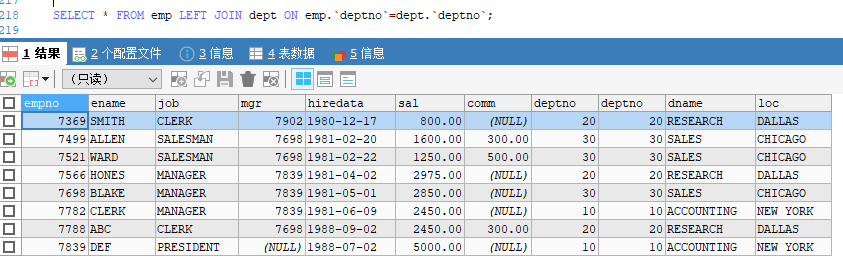 217
218 SELECT * FROM emp LEFT JOIN dept ON emp.`deptno`=dept.`deptno`;
219
1 结果 2 个配置文件 3 信息 4 表数据 5 信息
（只读）
empno ename job mgr hiredata sal comm deptno deptno dname loc
7369 SMITH CLERK 7902 1980-12-17 800.00 (NULL) 20 20 RESEARCH DALLAS
7499 ALLEN SALESMAN 7698 1981-02-20 1600.00 300.00 30 30 SALES CHICAGO
7521 WARD SALESMAN 7698 1981-02-22 1250.00 500.00 30 30 SALES CHICAGO
7566 HONES MANAGER 7839 1981-04-02 2975.00 (NULL) 20 20 RESEARCH DALLAS
7698 BLAKE MANAGER 7839 1981-05-01 2850.00 (NULL) 30 30 SALES CHICAGO
7782 CLERK MANAGER 7839 1981-06-09 2450.00 (NULL) 10 10 ACCOUNTING NEW YORK
7788 ABC CLERK 7698 1988-09-02 2450.00 300.00 20 20 RESEARCH DALLAS
7839 DEF PRESIDENT (NULL) 1988-07-02 5000.00 (NULL) 10 10 ACCOUNTING NEW YORK